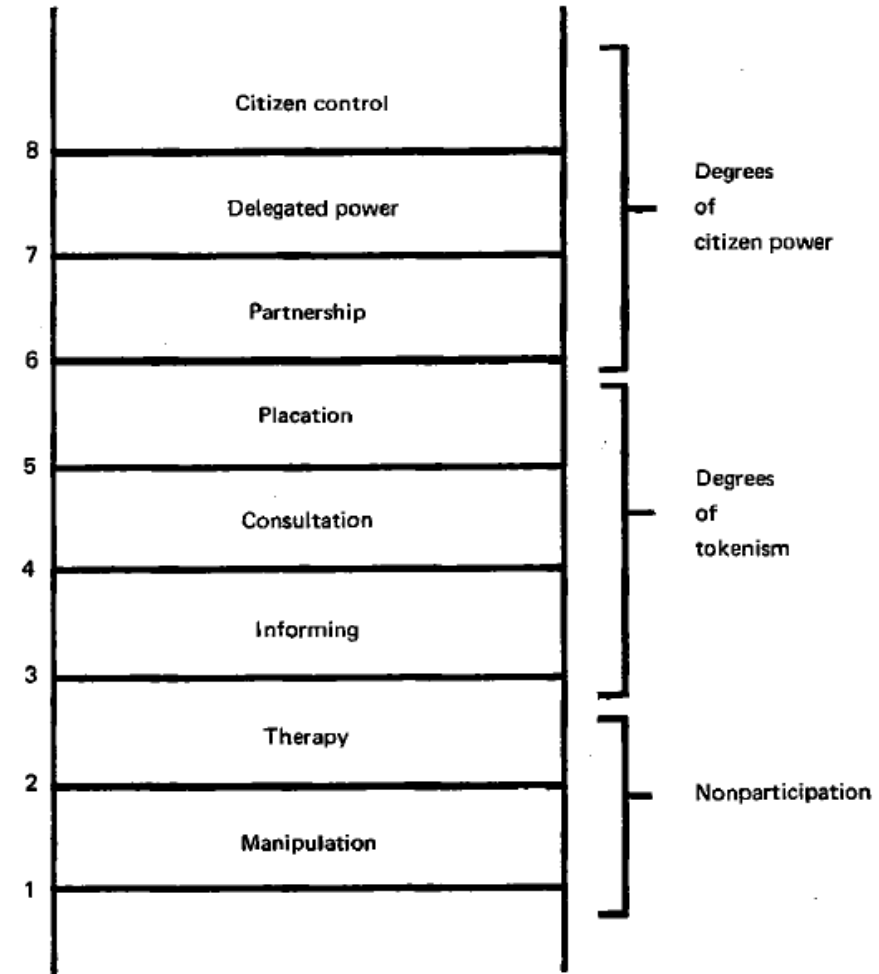 Citizen control
8
Delegated power
7
Partnership
6
Placation
5
Consultation
4
Informing
3
Therapy
2
Manipulation
1
Degrees
of
citizen power
Degrees
of
tokenism
Nonparticipation